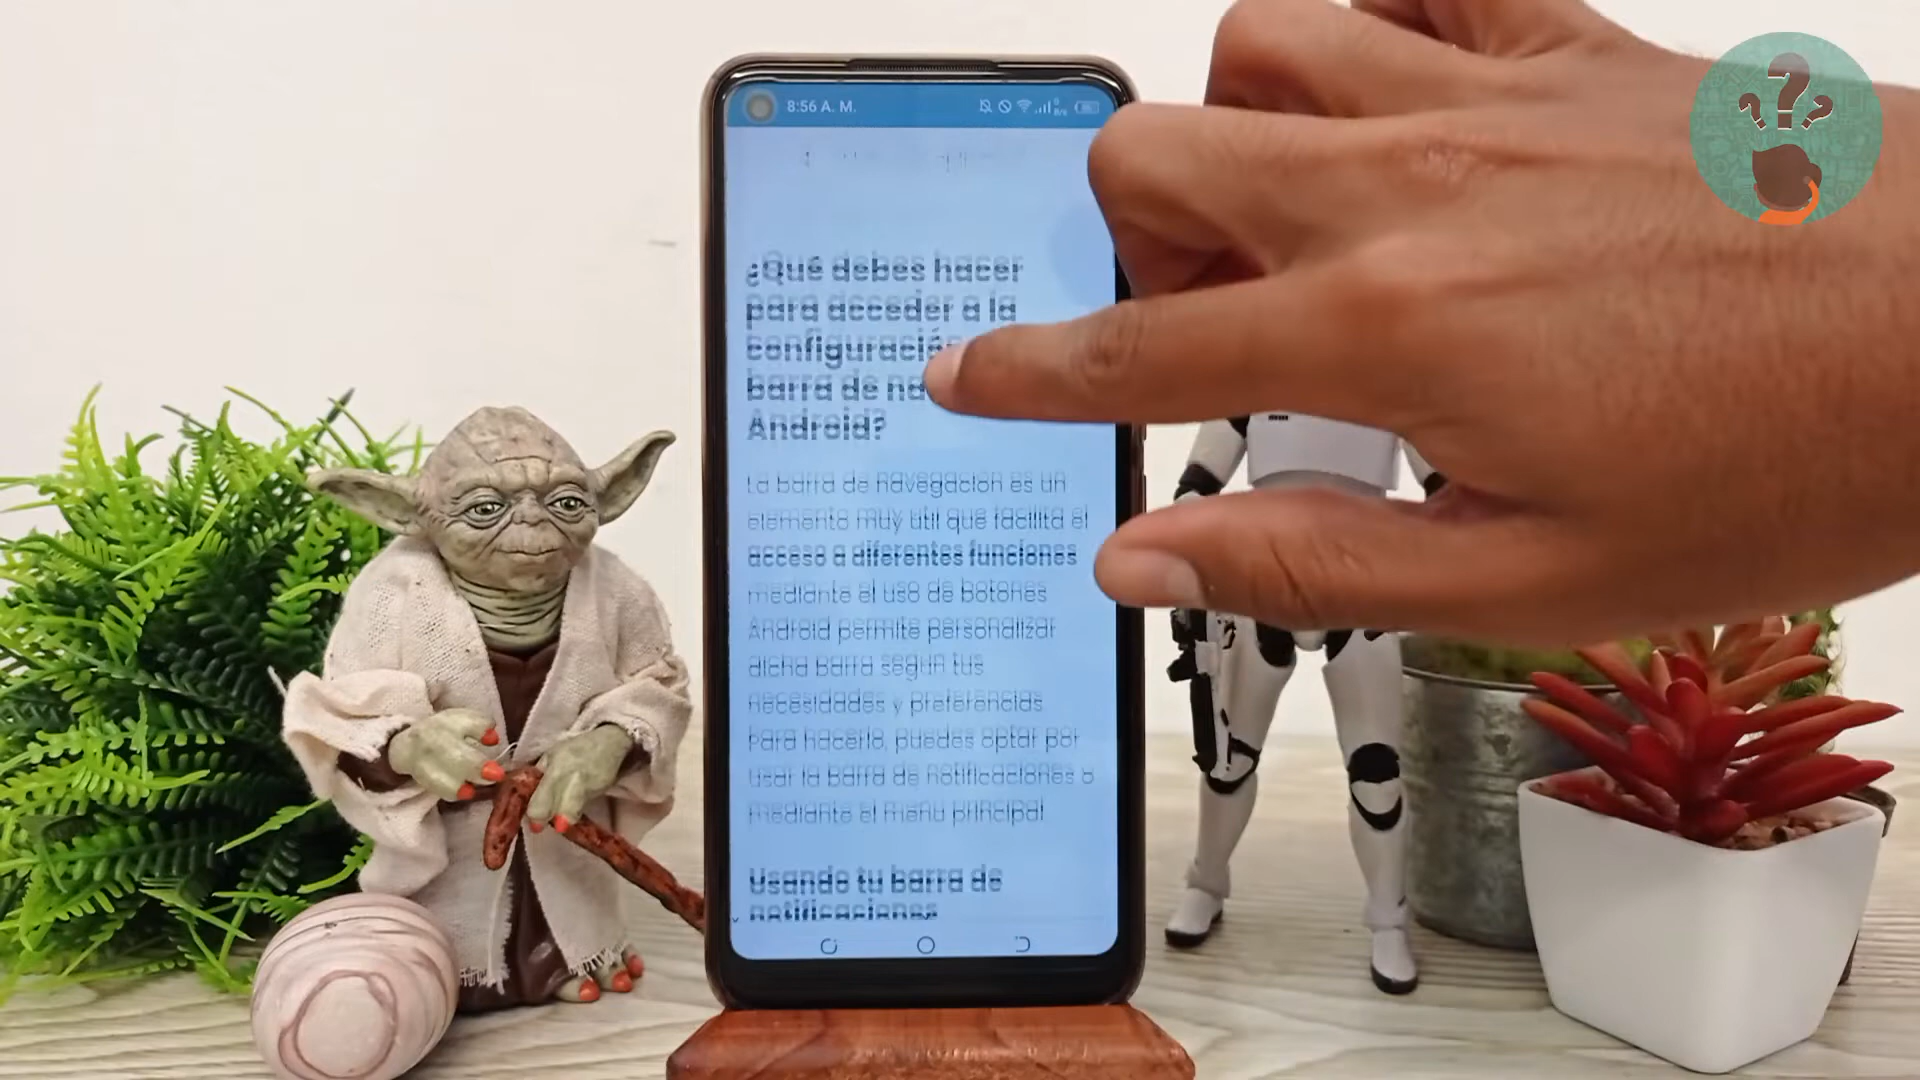 8:56 A. M.
¿Qué debes hacer
para acceder a la
configuración
barra de na
Android?
La barra de navegación es un
elemento muy útil que facilita el
acceso a diferentes funciones
mediante el uso de botones
Android permite personalizar
dicha barra según tus
necesidades y preferencias
Para hacerlo, puedes optar por
usar la barra de notificaciones o
mediante el menú principal
Usando tu barra de
notificaciones